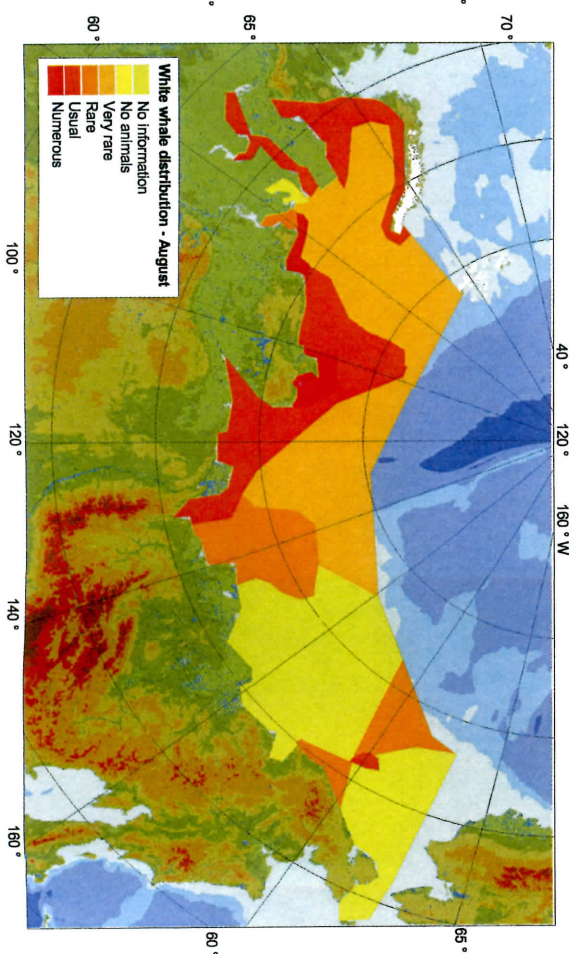 White whale distribution - August
No information
No animals
Very rare
Rare
Usual
Numerous
60°
65°
70°
40°
120°
160° W
65°
60°
160°
140°
120°
100°